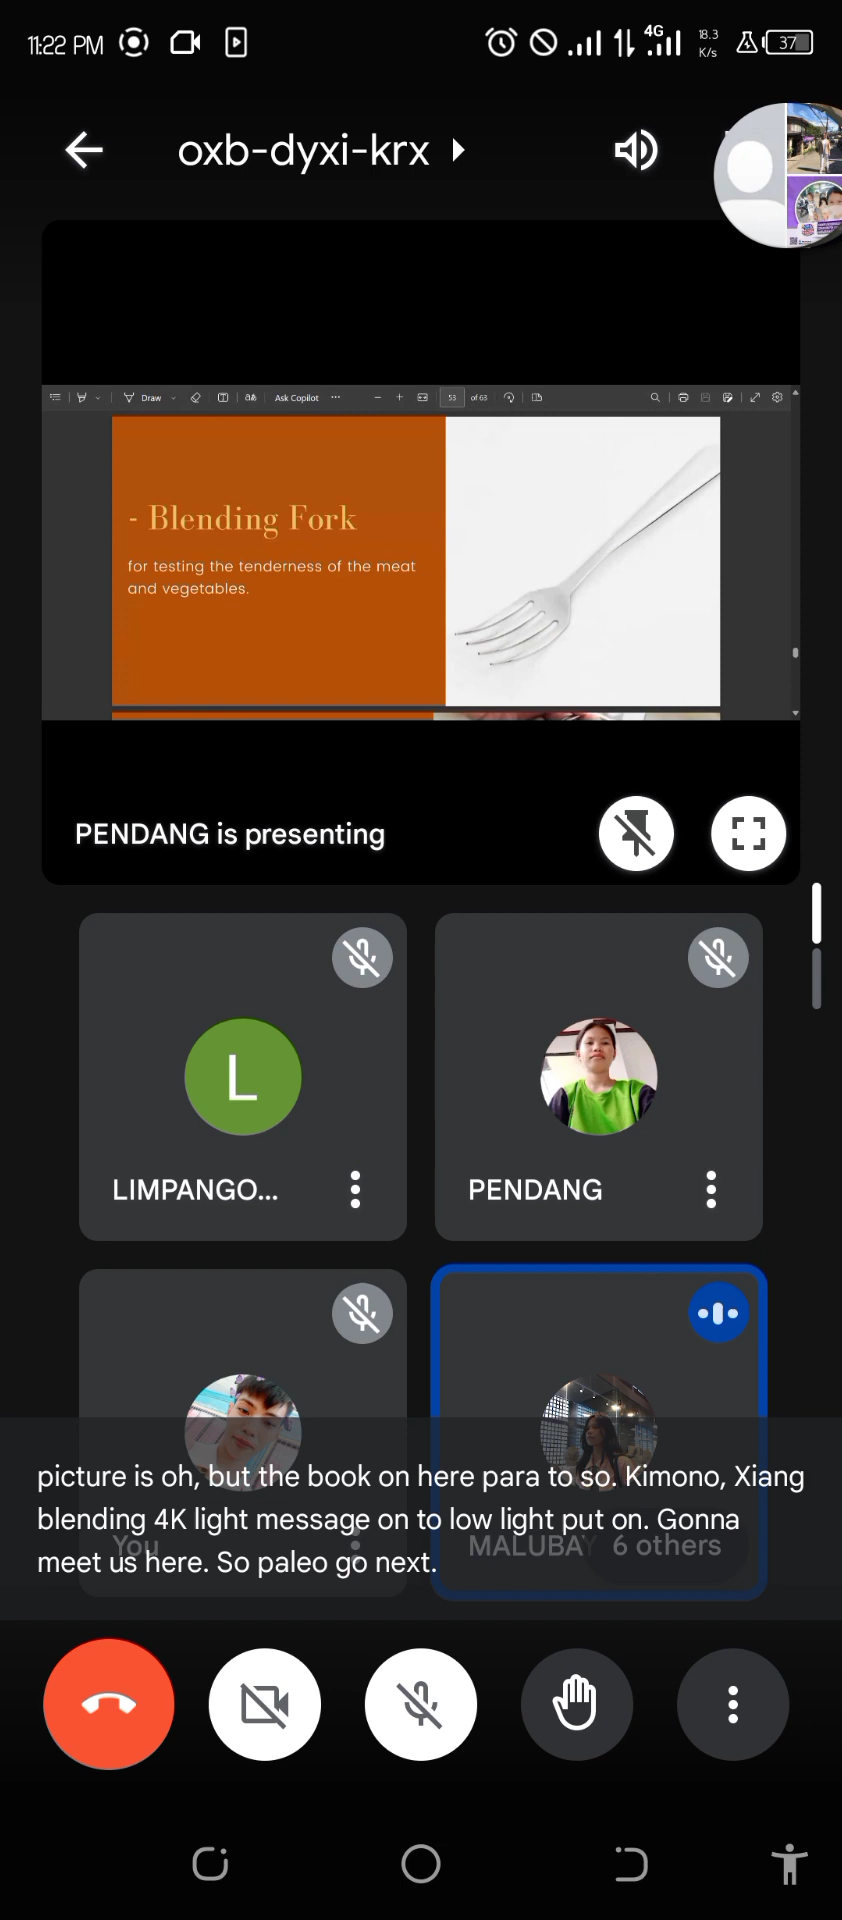 11:22 PM
4G
18.3
K/s
37
oxb-dyxi-krx
Draw
aあ
Ask Copilot
53
of 63
- Blending Fork
for testing the tenderness of the meat
and vegetables.
PENDANG is presenting
L
LIMPANGO...
PENDANG
picture is oh, but the book on here para to so. Kimono, Xiang
blending 4K light message on to low light put on. Gonna
meet us here. So paleo go next.
You
MALUBAY
6 others